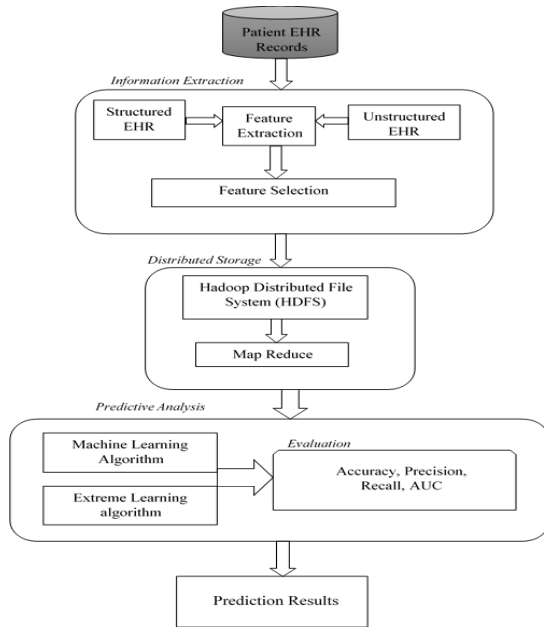 Patient EHR
Records
Information Extraction
Structured
EHR
Feature
Extraction
Unstructured
EHR
Feature Selection
Distributed Storage
Hadoop Distributed File
System (HDFS)
Map Reduce
Predictive Analysis
Machine Learning
Algorithm
Extreme Learning
algorithm
Evaluation
Accuracy, Precision,
Recall, AUC
Prediction Results